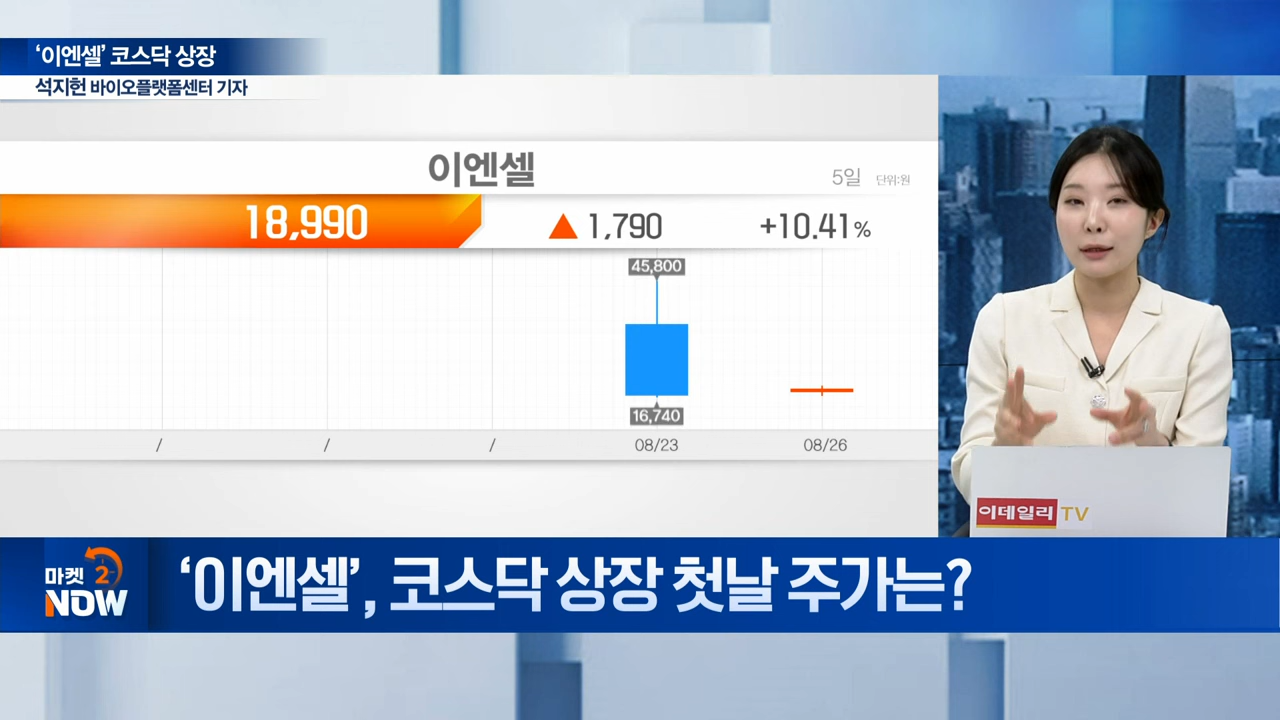 ‘이엔셀’ 코스닥 상장
석지헌 바이오플랫폼센터 기자
이엔셀
5일 단위:원
18,990 ▲ 1,790 +10.41%
45,800
16,740
/ / / 08/23 08/26
이데일리 TV
마켓 2
NOW
‘이엔셀’, 코스닥 상장 첫날 주가는?